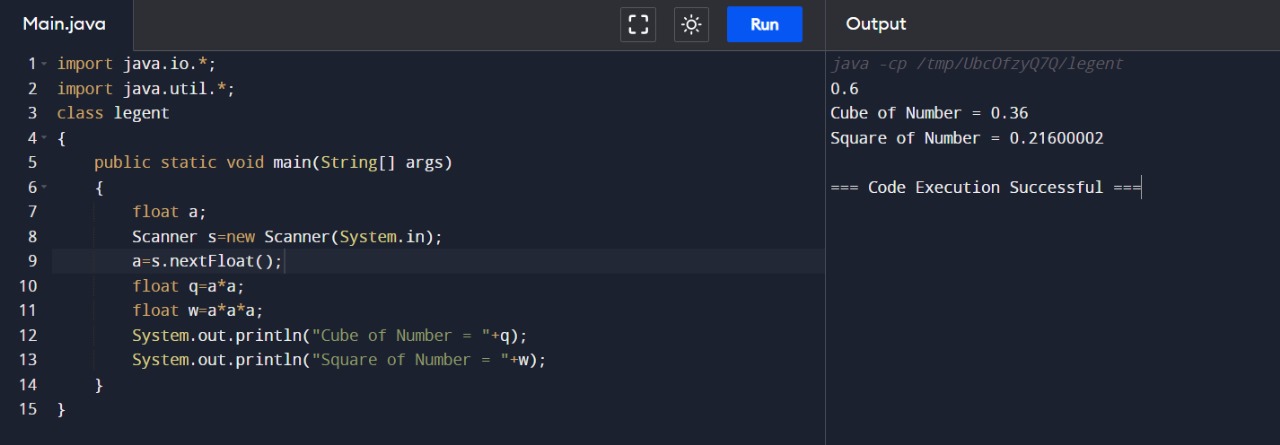 Main.java
Run
Output
1 import java.io.*;
2 import java.util.*;
3 class legent
4 {
5 public static void main(String[] args)
6 {
7 float a;
8 Scanner s=new Scanner(System.in);
9 a=s.nextFloat();
10 float q=a*a;
11 float w=a*a*a;
12 System.out.println("Cube of Number = "+q);
13 System.out.println("Square of Number = "+w);
14 }
15 }
java -cp /tmp/UbcOfzyQ7Q/legent
0.6
Cube of Number = 0.36
Square of Number = 0.21600002
=== Code Execution Successful ===